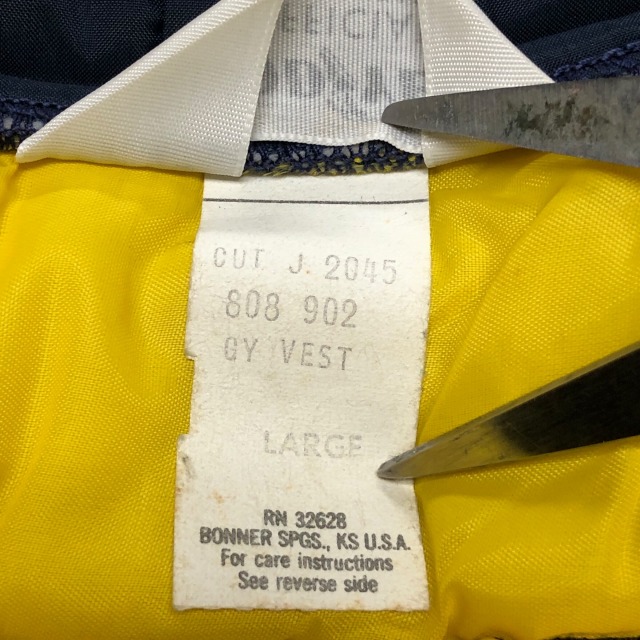 CUT J. 2045
808 902
GY VEST
LARGE
RN 32628
BONNER SPGS., KS U.S.A.
For care instructions
See reverse side